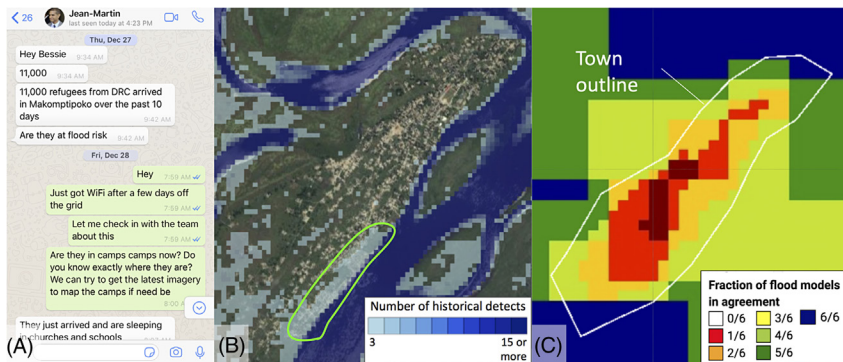 26
Jean-Martin
last seen today at 4:23 PM
Thu, Dec 27
Hey Bessie
9:34 AM
11,000
9:34 AM
11,000 refugees from DRC arrived
in Makomptipoko over the past 10
days
9:42 AM
Are they at flood risk
9:42 AM
Fri, Dec 28
Hey
7:59 AM
Just got WiFi after a few days off
the grid
7:59 AM
Let me check in with the team
about this
7:59 AM
Are they in camps camps now? Do
you know exactly where they are?
We can try to get the latest imagery
to map the camps if need be
8:00
They just arrived and are sleeping
in churches and schools
(A)
Number of historical detects
3
15 or
more
(B)
Town
outline
Fraction of flood models
in agreement
0/6
3/6
6/6
1/6
4/6
2/6
5/6
(C)